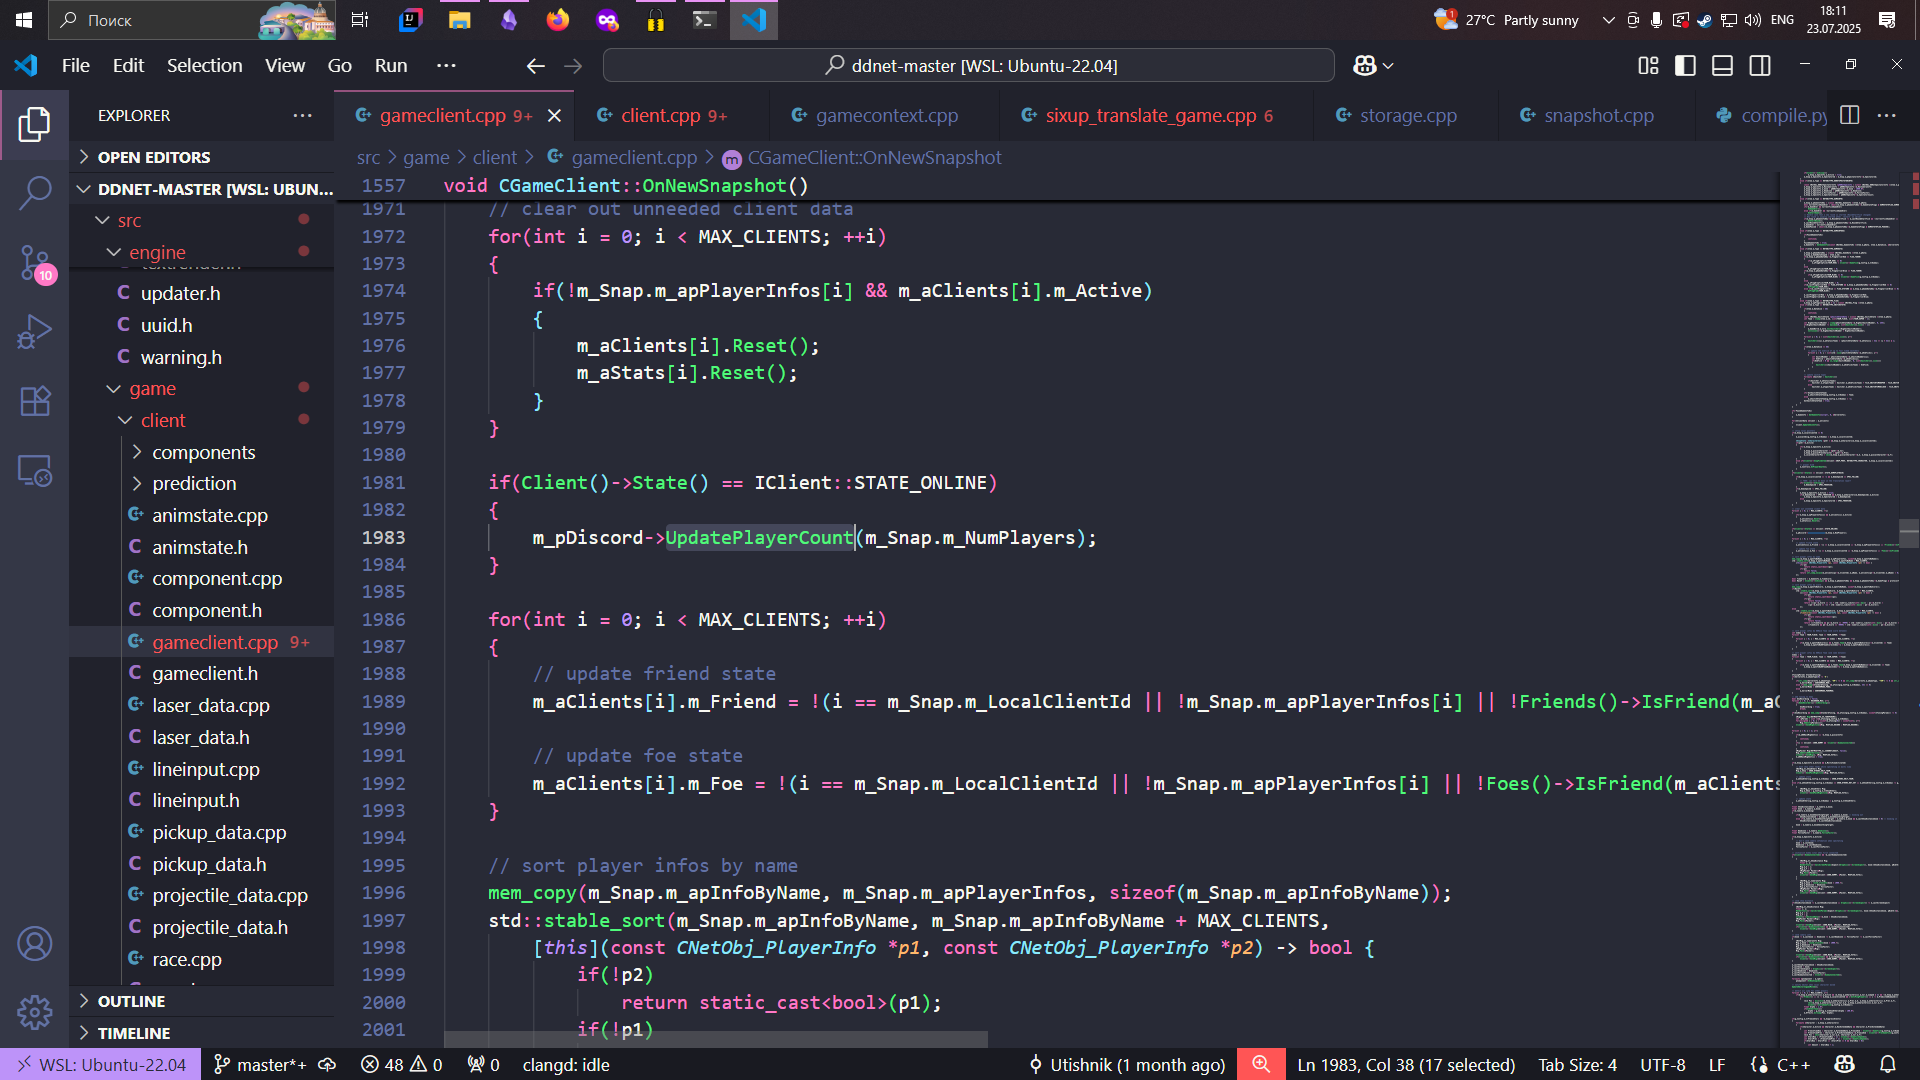 Поиск
27°C Partly sunny
ENG
18:11
23.07.2025
File Edit Selection View Go Run ···
ddnet-master [WSL: Ubuntu-22.04]
EXPLORER
gameclient.cpp 9+
client.cpp 9+
gamecontext.cpp
sixup_translate_game.cpp 6
storage.cpp
snapshot.cpp
compile.py
OPEN EDITORS
DDNET-MASTER [WSL: UBUN...
src
engine
updater.h
uuid.h
warning.h
game
client
components
prediction
animstate.cpp
animstate.h
component.cpp
component.h
gameclient.cpp 9+
gameclient.h
laser_data.cpp
laser_data.h
lineinput.cpp
lineinput.h
pickup_data.cpp
pickup_data.h
projectile_data.cpp
projectile_data.h
race.cpp
OUTLINE
TIMELINE
10
src > game > client > gameclient.cpp > CGameClient::OnNewSnapshot
1557 void CGameClient::OnNewSnapshot()
1971 // clear out unneeded client data
1972 for(int i = 0; i < MAX_CLIENTS; ++i)
1973 {
1974 if(!m_Snap.m_apPlayerInfos[i] && m_aClients[i].m_Active)
1975 {
1976 m_aClients[i].Reset();
1977 m_aStats[i].Reset();
1978 }
1979 }
1980
1981 if(Client()->State() == IClient::STATE_ONLINE)
1982 {
1983 m_pDiscord->UpdatePlayerCount(m_Snap.m_NumPlayers);
1984 }
1985
1986 for(int i = 0; i < MAX_CLIENTS; ++i)
1987 {
1988 // update friend state
1989 m_aClients[i].m_Friend = !(i == m_Snap.m_LocalClientId || !m_Snap.m_apPlayerInfos[i] || !Friends()->IsFriend(m_aC
1990
1991 // update foe state
1992 m_aClients[i].m_Foe = !(i == m_Snap.m_LocalClientId || !m_Snap.m_apPlayerInfos[i] || !Foes()->IsFriend(m_aClients
1993 }
1994
1995 // sort player infos by name
1996 mem_copy(m_Snap.m_apInfoByName, m_Snap.m_apPlayerInfos, sizeof(m_Snap.m_apInfoByName));
1997 std::stable_sort(m_Snap.m_apInfoByName, m_Snap.m_apInfoByName + MAX_CLIENTS,
1998 [this](const CNetObj_PlayerInfo *p1, const CNetObj_PlayerInfo *p2) -> bool {
1999 if(!p2)
2000 return static_cast<bool>(p1);
2001 if(!p1)
WSL: Ubuntu-22.04 master*+ 48 0 0 clangd: idle
Utishnik (1 month ago) Ln 1983, Col 38 (17 selected) Tab Size: 4 UTF-8 LF {} C++